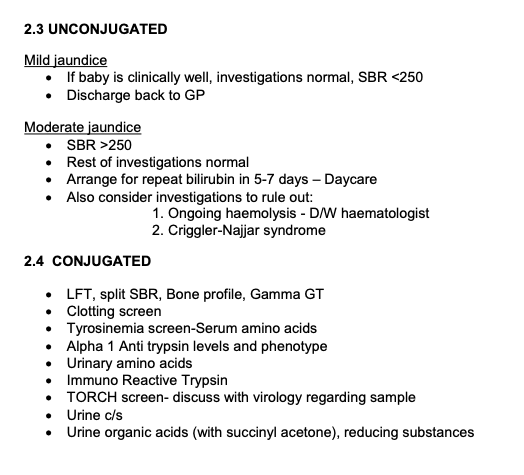 2.3 UNCONJUGATED
Mild jaundice
• If baby is clinically well, investigations normal, SBR <250
• Discharge back to GP
Moderate jaundice
• SBR >250
• Rest of investigations normal
• Arrange for repeat bilirubin in 5-7 days – Daycare
• Also consider investigations to rule out:
1. Ongoing haemolysis - D/W haematologist
2. Criggler-Najjar syndrome
2.4 CONJUGATED
• LFT, split SBR, Bone profile, Gamma GT
• Clotting screen
• Tyrosinemia screen-Serum amino acids
• Alpha 1 Anti trypsin levels and phenotype
• Urinary amino acids
• Immuno Reactive Trypsin
• TORCH screen- discuss with virology regarding sample
• Urine c/s
• Urine organic acids (with succinyl acetone), reducing substances